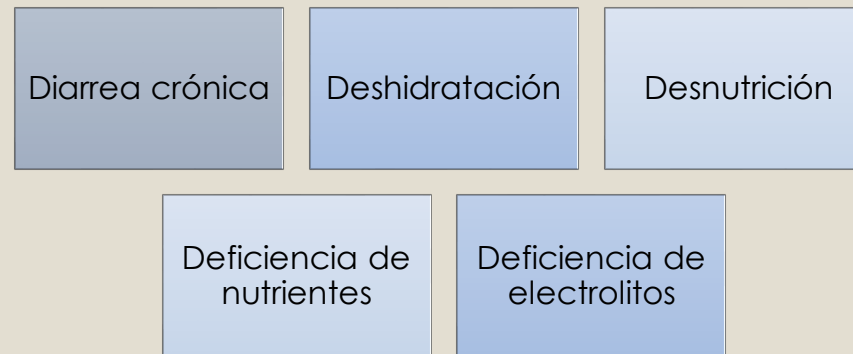 Diarrea crónica
Deshidratación
Desnutrición
Deficiencia de
nutrientes
Deficiencia de
electrolitos